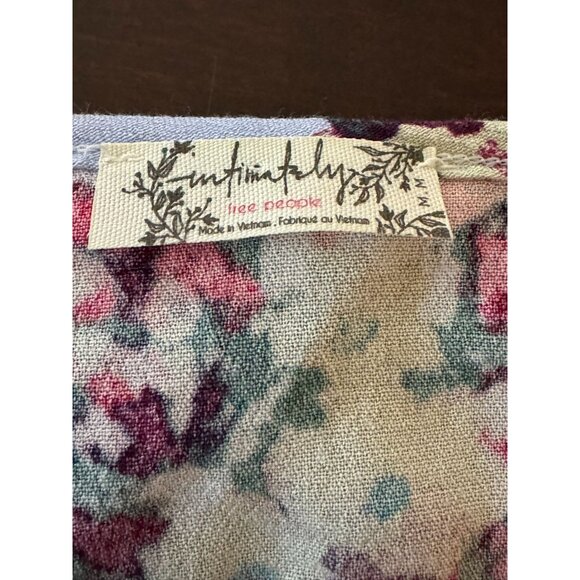 intimately
free people
Made in Vietnam . Fabriqué au Vietnam
M M